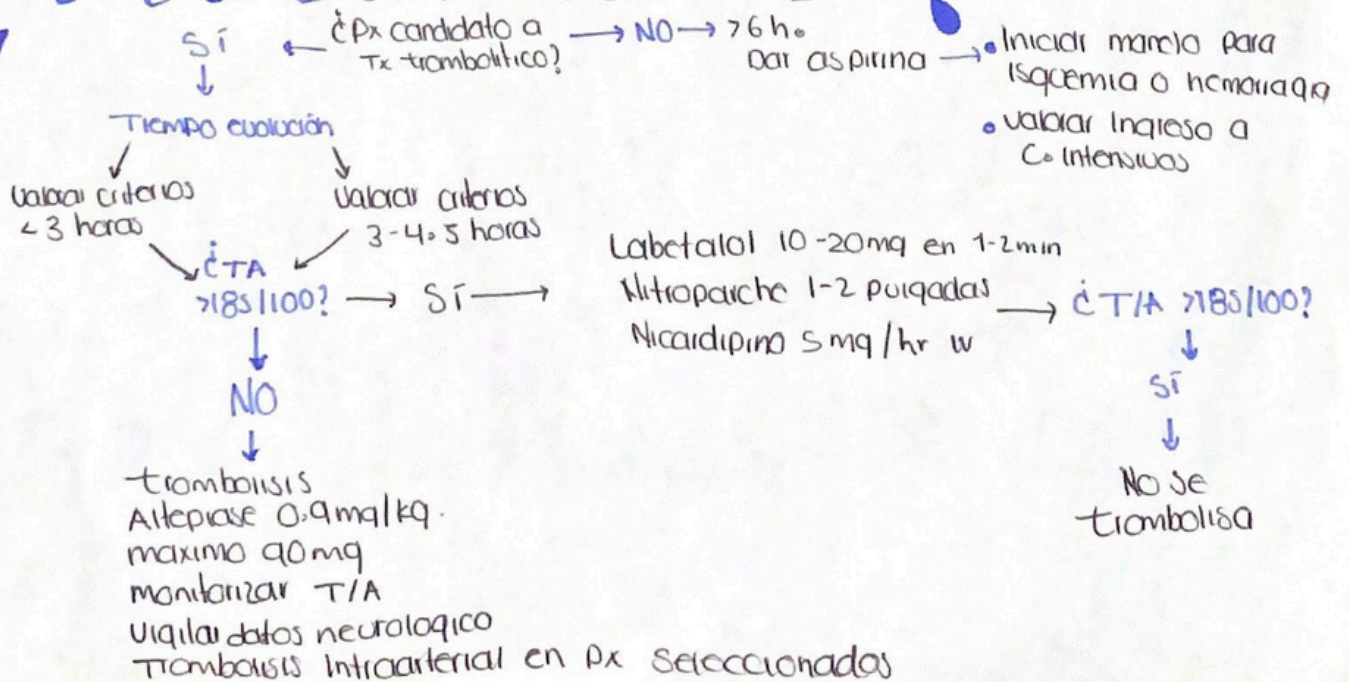 ¿Px candidato a
Tx trombolitico?
SÍ
NO
>6h.
Dar aspirina
• Iniciar manejo para
isquemia o hemorragia
• Valorar ingreso a
C. Intensivos
Tiempo evolución
Valorar criterios
<3 horas
Valorar criterios
3-4.5 horas
¿TA
>185/100?
SÍ
Labetalol 10-20mg en 1-2min
Nitroparche 1-2 pulgadas
Nicardipino 5mg/hr IV
¿T/A >185/100?
SÍ
No se
trombolisa
NO
trombolisis
Alteplase 0.9mg/kg.
maximo 90mg
monitorizar T/A
Vigilar datos neurologico
Trombolisis Intraarterial en Px seleccionados